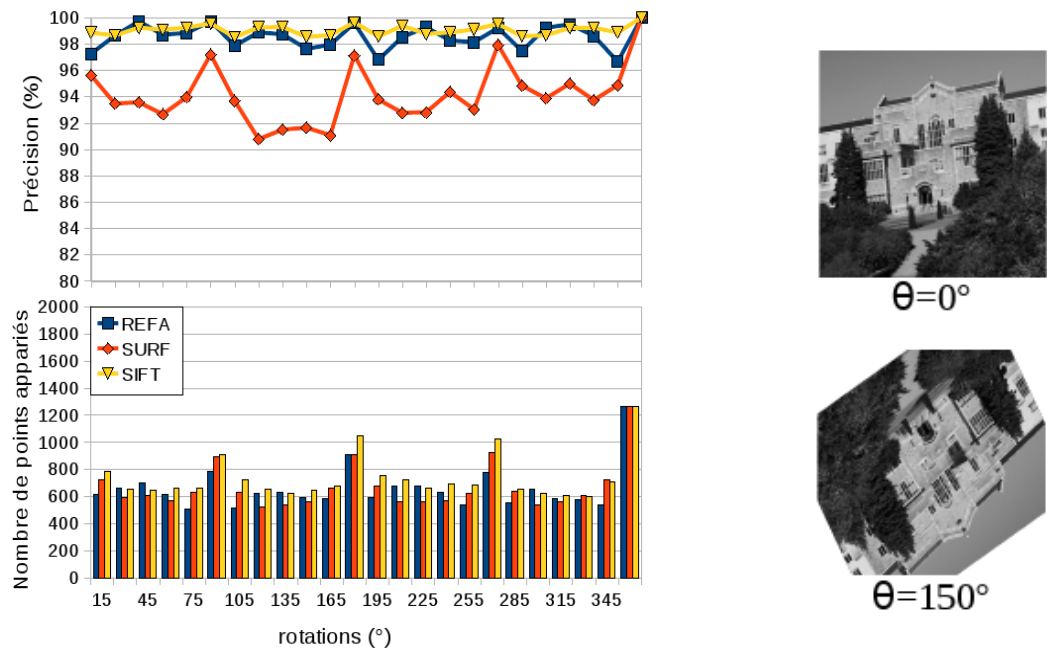 Précision (%)
100
98
96
94
92
90
88
86
84
82
80
Nombre de points appariés
2000
1800
1600
1400
1200
1000
800
600
400
200
0
REFA
SURF
SIFT
15 45 75 105 135 165 195 225 255 285 315 345
rotations (°)
θ=0°
θ=150°